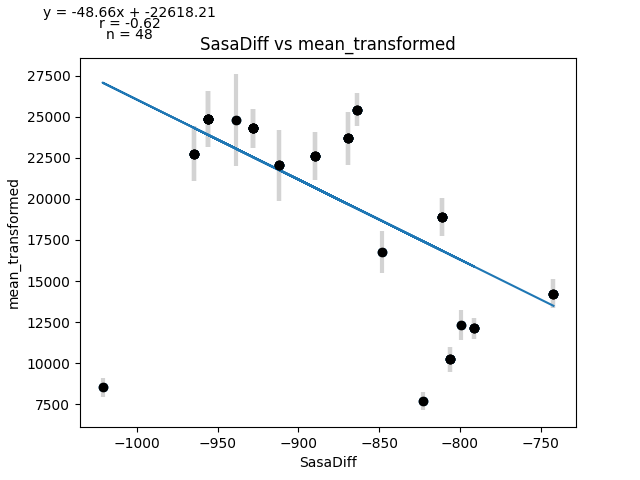 y = -48.66x + -22618.21
r = -0.62
n = 48
SasaDiff vs mean_transformed
27500
25000
22500
20000
17500
15000
12500
10000
7500
mean_transformed
−1000
−950
−900
−850
−800
−750
SasaDiff